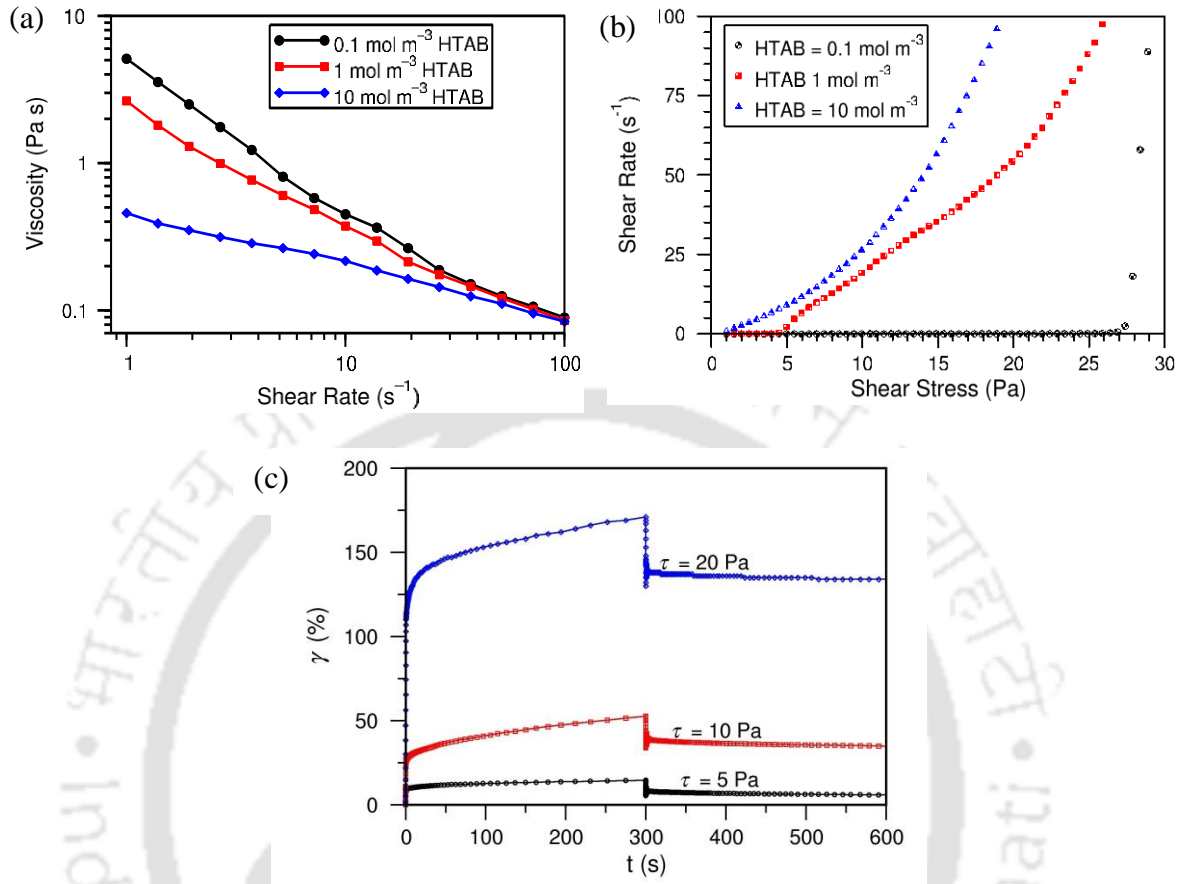 (a)
0.1 mol m⁻³ HTAB
1 mol m⁻³ HTAB
10 mol m⁻³ HTAB
Viscosity (Pa s)
10
1
0.1
1
10
100
Shear Rate (s⁻¹)
(b)
HTAB = 0.1 mol m⁻³
HTAB 1 mol m⁻³
HTAB = 10 mol m⁻³
Shear Rate (s⁻¹)
100
75
50
25
0
0
5
10
15
20
25
30
Shear Stress (Pa)
(c)
γ (%)
200
150
100
50
0
τ = 20 Pa
τ = 10 Pa
τ = 5 Pa
0
100
200
300
400
500
600
t (s)